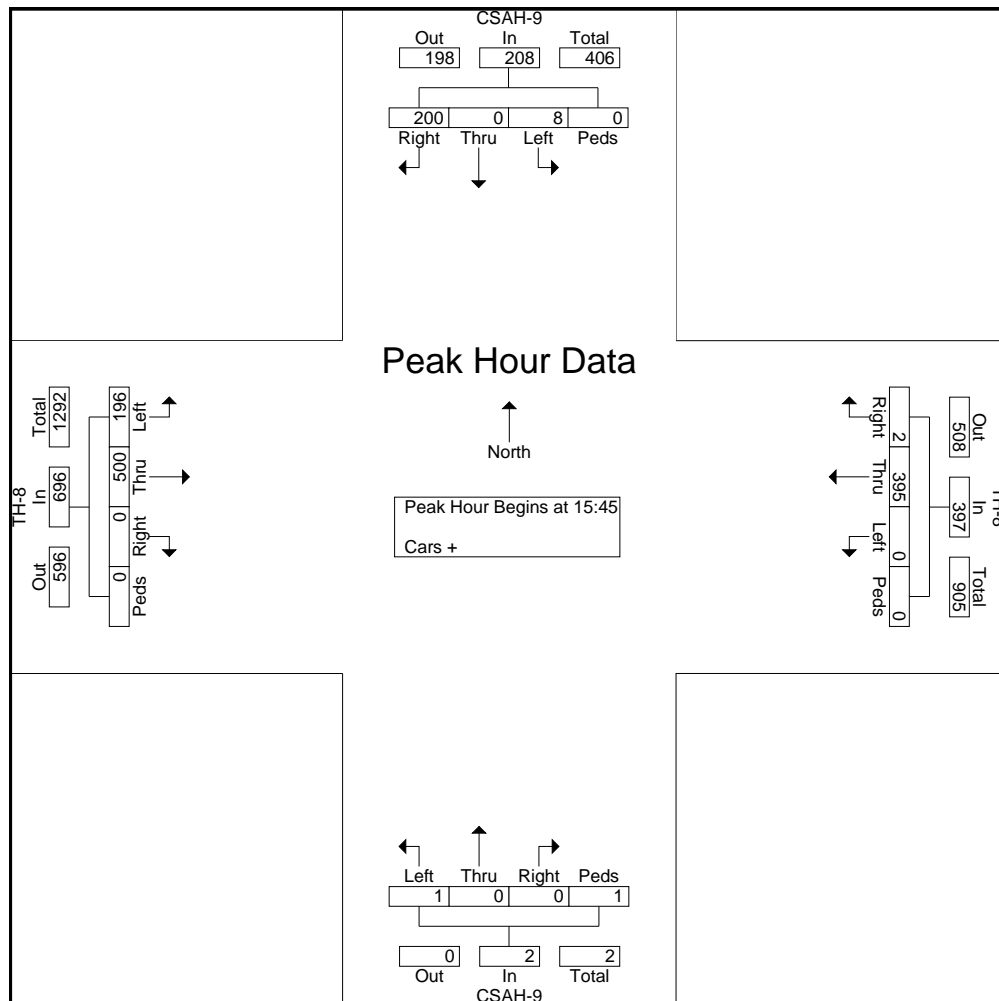 CSAH-9
Out In Total
198 208 406
200 0 8 0
Right Thru Left Peds
Peak Hour Data
North
Peak Hour Begins at 15:45
Cars +
TH-8
Out In Total
596 696 1292
196 500 0 0
Left Thru Right Peds
Right Thru Left Peds
2 395 0 0
Out In Total
508 397 905
TH-8
Left Thru Right Peds
1 0 0 1
0 2 2
Out In Total
CSAH-9